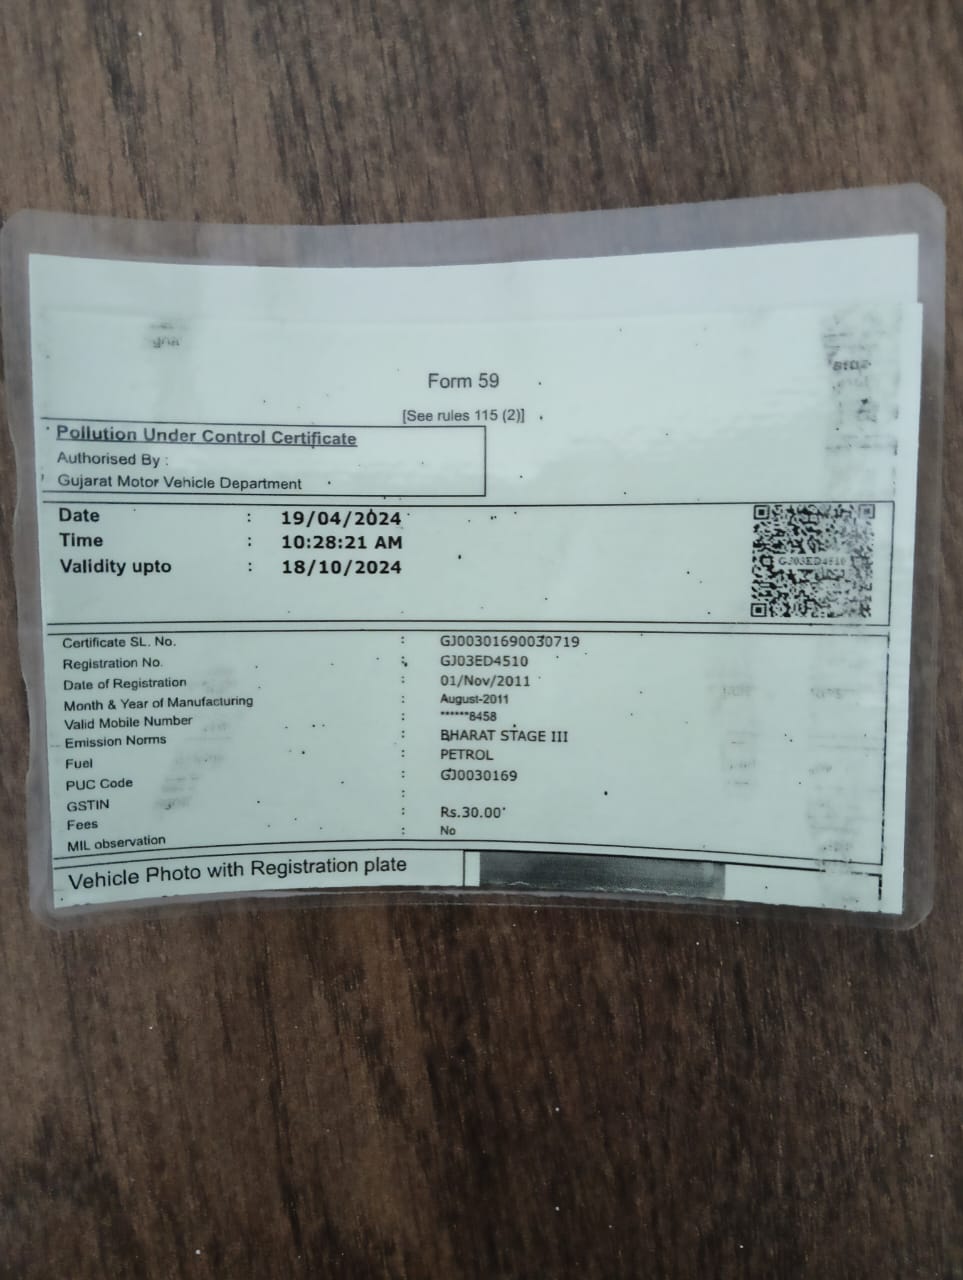 Form 59
[See rules 115 (2)]
Pollution Under Control Certificate
Authorised By :
Gujarat Motor Vehicle Department
Date : 19/04/2024
Time : 10:28:21 AM
Validity upto : 18/10/2024
GJ03ED4510
Certificate SL. No. : GJ00301690030719
Registration No. : GJ03ED4510
Date of Registration : 01/Nov/2011
Month & Year of Manufacturing : August-2011
Valid Mobile Number : ******8458
Emission Norms : BHARAT STAGE III
Fuel : PETROL
PUC Code : GJ0030169
GSTIN :
Fees : Rs.30.00
MIL observation : No
Vehicle Photo with Registration plate